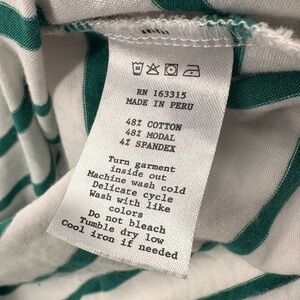 RN 163315
MADE IN PERU
48% COTTON
48% MODAL
4% SPANDEX
Turn garment
inside out
Machine wash cold
Delicate cycle
Wash with like
colors
Do not bleach
Tumble dry low
Cool iron if needed